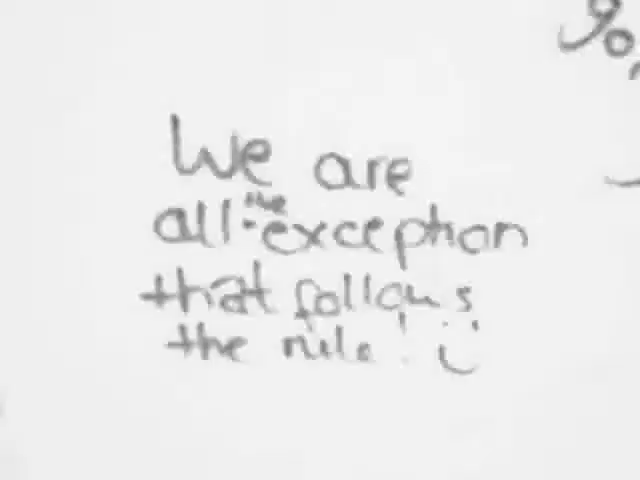 We are
all the exception
that follows
the rule! :)